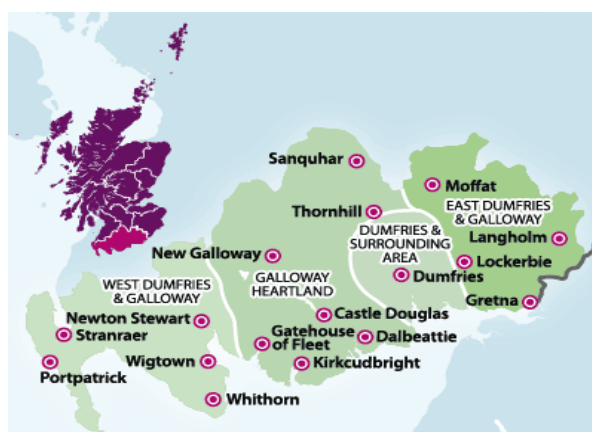 Sanquhar
Moffat
EAST DUMFRIES
& GALLOWAY
Thornhill
DUMFRIES &
SURROUNDING
AREA
Langholm
New Galloway
Lockerbie
WEST DUMFRIES
& GALLOWAY
GALLOWAY
HEARTLAND
Dumfries
Gretna
Newton Stewart
Castle Douglas
Stranraer
Gatehouse
of Fleet
Dalbeattie
Wigtown
Kirkcudbright
Portpatrick
Whithorn